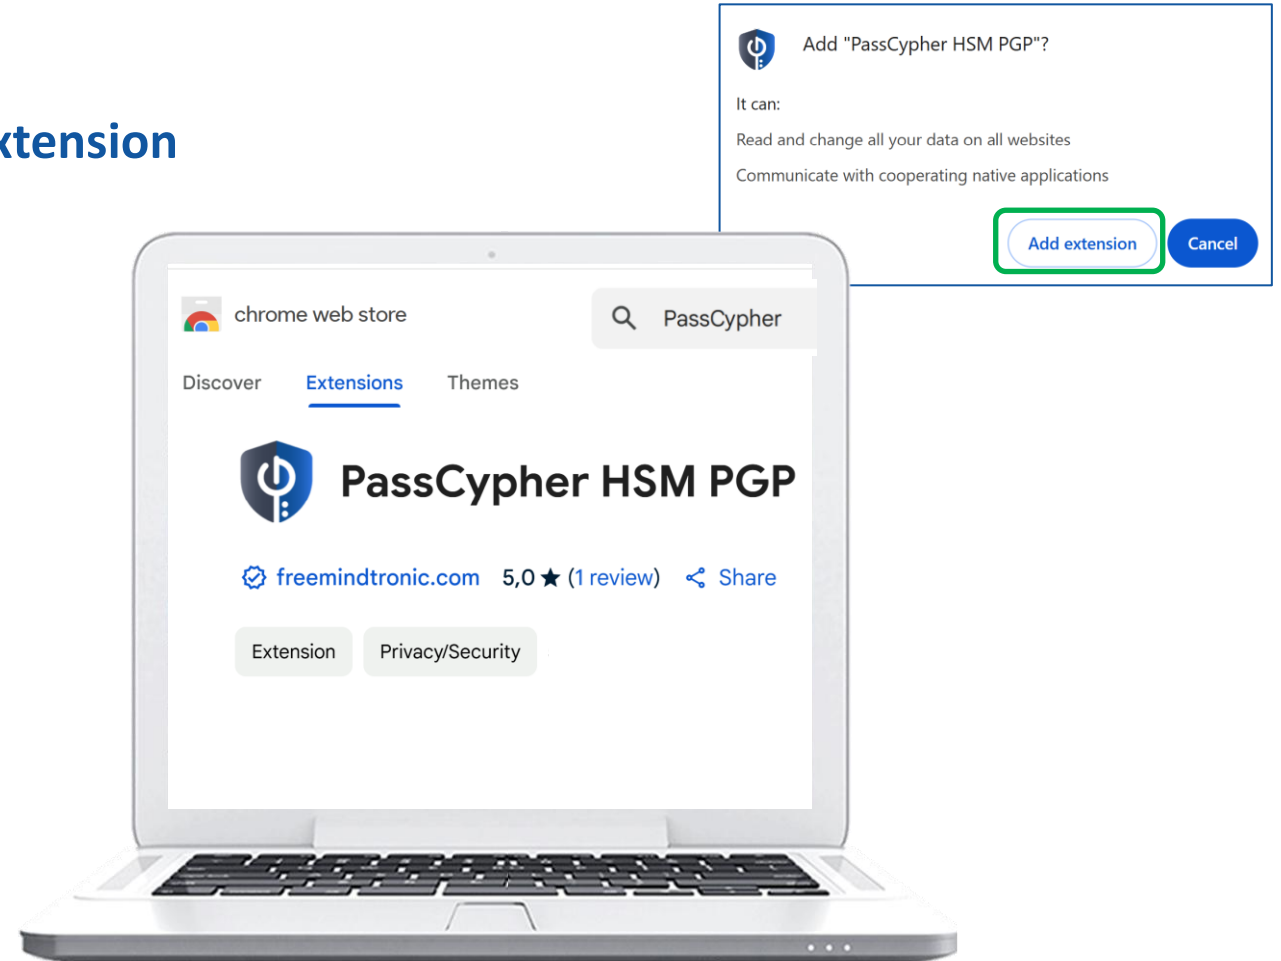 Add "PassCypher HSM PGP"?
It can:
Read and change all your data on all websites
Communicate with cooperating native applications
Add extension Cancel
xtension
chrome web store PassCypher
Discover Extensions Themes
PassCypher HSM PGP
freemindtronic.com 5,0 ★ (1 review) Share
Extension Privacy/Security